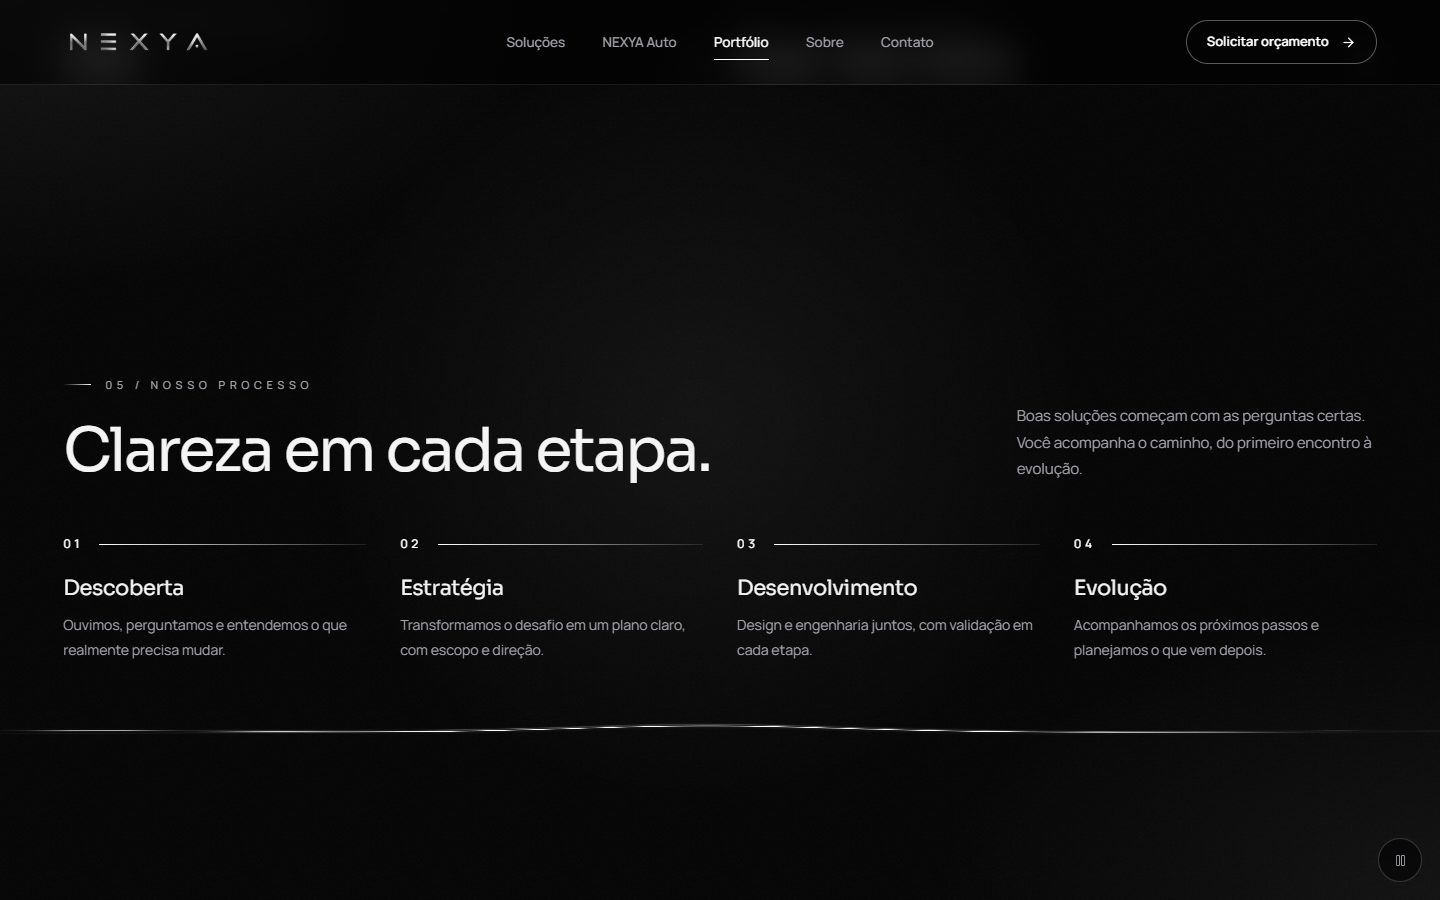 NEXYA
Soluções
NEXYA Auto
Portfólio
Sobre
Contato
Solicitar orçamento
05 / NOSSO PROCESSO
Clareza em cada etapa.
Boas soluções começam com as perguntas certas.
Você acompanha o caminho, do primeiro encontro à
evolução.
01
Descoberta
Ouvimos, perguntamos e entendemos o que
realmente precisa mudar.
02
Estratégia
Transformamos o desafio em um plano claro,
com escopo e direção.
03
Desenvolvimento
Design e engenharia juntos, com validação em
cada etapa.
04
Evolução
Acompanhamos os próximos passos e
planejamos o que vem depois.